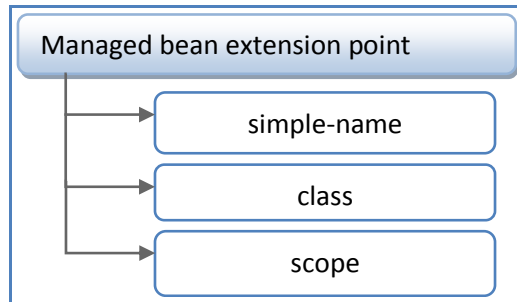 Managed bean extension point
simple-name
class
scope